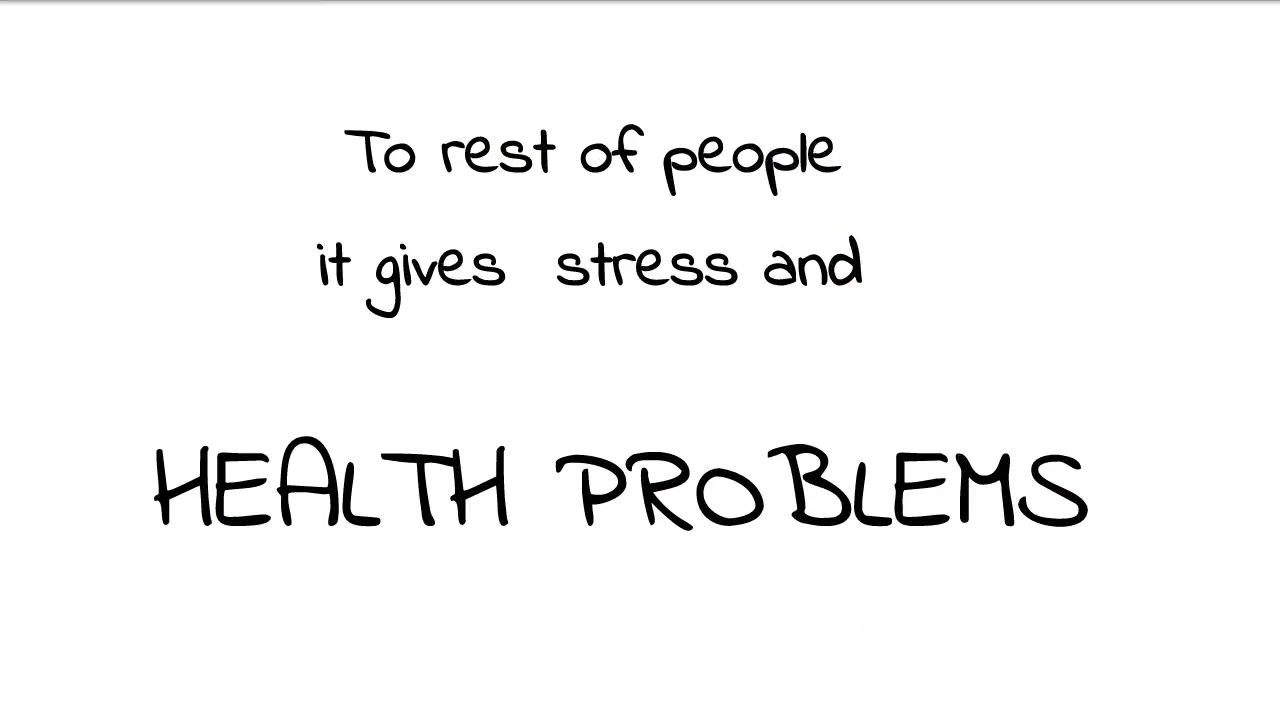 To rest of people
it gives stress and
HEALTH PROBLEMS